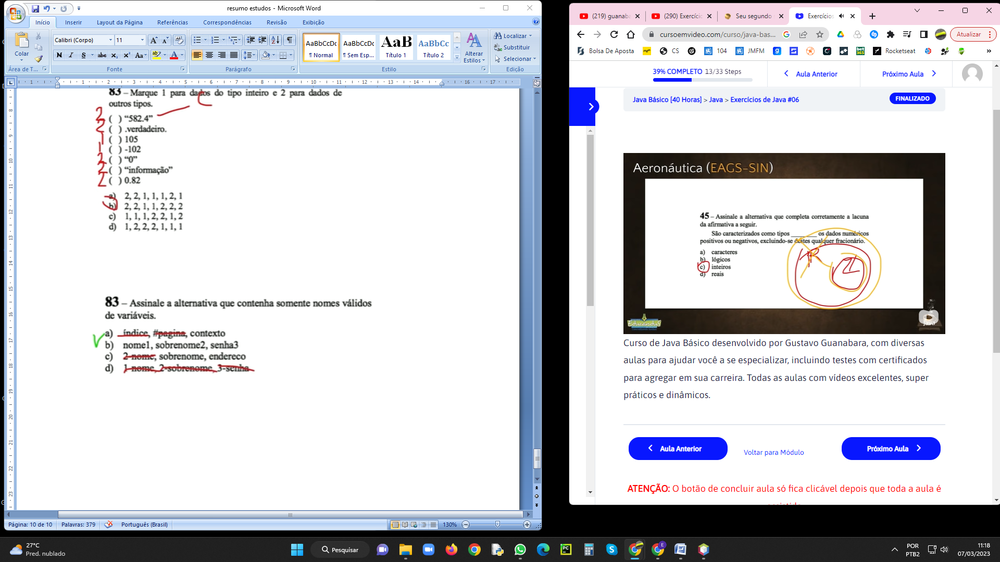 resumo estudos - Microsoft Word
Início
Inserir
Layout da Página
Referências
Correspondências
Revisão
Exibição
Colar
Área de T...
Calibri (Corpo)
11
N I S abc x₂ x² Aa
Fonte
Parágrafo
AaBbCcDc
¶ Normal
AaBbCcDc
¶ Sem Esp...
AaB
Título 1
AaBbCc
Título 2
Alterar
Estilos
Estilo
Localizar
Substituir
Selecionar
Edição
83 – Marque 1 para dados do tipo inteiro e 2 para dados de
outros tipos.
2 ( ) “582.4”
2 ( ) .verdadeiro.
1 ( ) 105
1 ( ) -102
2 ( ) “0”
2 ( ) “informação”
2 ( ) 0.82
a) 2, 2, 1, 1, 1, 2, 1
b) 2, 2, 1, 1, 2, 2, 2
c) 1, 1, 1, 2, 2, 1, 2
d) 1, 2, 2, 2, 1, 1, 1
83 – Assinale a alternativa que contenha somente nomes válidos
de variáveis.
a) _índice, #pagina, contexto
b) nome1, sobrenome2, senha3
c) 2-nome, sobrenome, endereco
d) 1-nome, 2-sobrenome, 3-senha
Página: 10 de 10
Palavras: 379
Português (Brasil)
130%
(219) guanaba
(290) Exercíci
Seu segundo
Exercícios
cursoemvideo.com/curso/java-bas...
Atualizar
Bolsa De Aposta
CS
104
JMFM
bet365
Rocketseat
»
39% COMPLETO 13/33 Steps
Aula Anterior
Próximo Aula
Java Básico [40 Horas] > Java > Exercícios de Java #06
FINALIZADO
Aeronáutica (EAGS-SIN)
45 – Assinale a alternativa que completa corretamente a lacuna
da afirmativa a seguir.
São caracterizados como tipos ________ os dados numéricos
positivos ou negativos, excluindo-se destes qualquer fracionário.
a) caracteres
b) lógicos
c) inteiros
d) reais
R
Z
Educandus
java
Curso de Java Básico desenvolvido por Gustavo Guanabara, com diversas
aulas para ajudar você a se especializar, incluindo testes com certificados
para agregar em sua carreira. Todas as aulas com vídeos excelentes, super
práticos e dinâmicos.
Aula Anterior
Voltar para Módulo
Próximo Aula
ATENÇÃO: O botão de concluir aula só fica clicável depois que toda a aula é
27°C
Pred. nublado
Pesquisar
POR
PTB2
11:18
07/03/2023